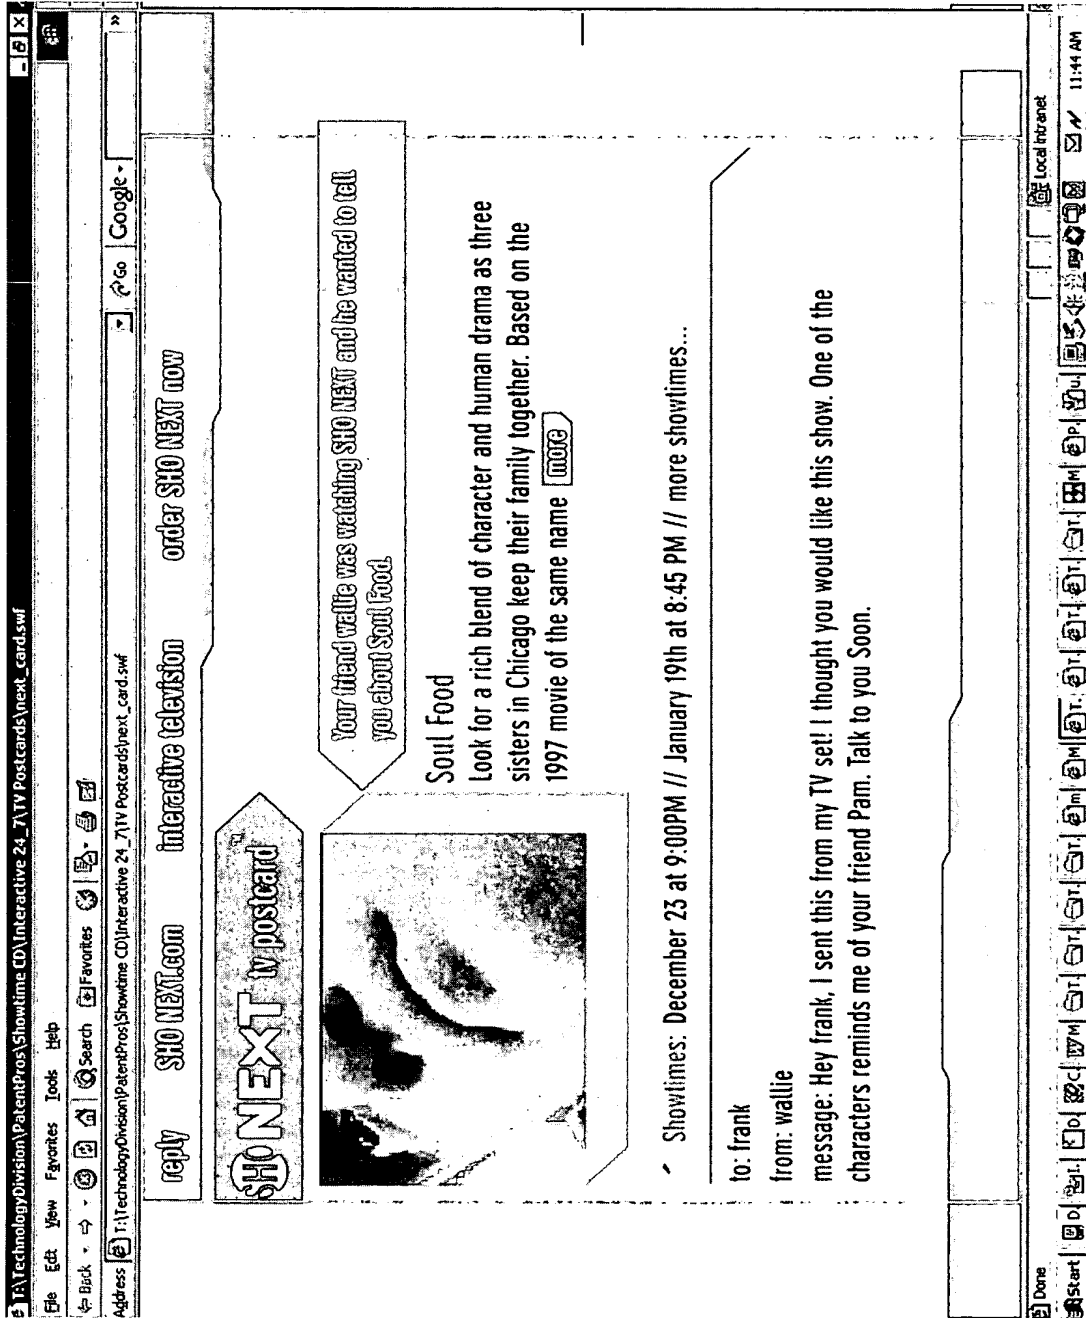 T:\TechnologyDivision\PatentPros\Showtime CD\Interactive 24_7\TV Postcards\next_card.swf
File Edit View Favorites Tools Help
Back Search Favorites
Address T:\TechnologyDivision\PatentPros\Showtime CD\Interactive 24_7\TV Postcards\next_card.swf Go Google
reply SHO NEXT.com interactive television order SHO NEXT now
SHO NEXT tv postcard TM
Your friend wallie was watching SHO NEXT and he wanted to tell
you about Soul Food.
Soul Food
Look for a rich blend of character and human drama as three
sisters in Chicago keep their family together. Based on the
1997 movie of the same name more
Showtimes: December 23 at 9:00PM // January 19th at 8:45 PM // more showtimes...
to: frank
from: wallie
message: Hey frank, I sent this from my TV set! I thought you would like this show. One of the
characters reminds me of your friend Pam. Talk to you Soon.
Done Local intranet
Start 11:44 AM